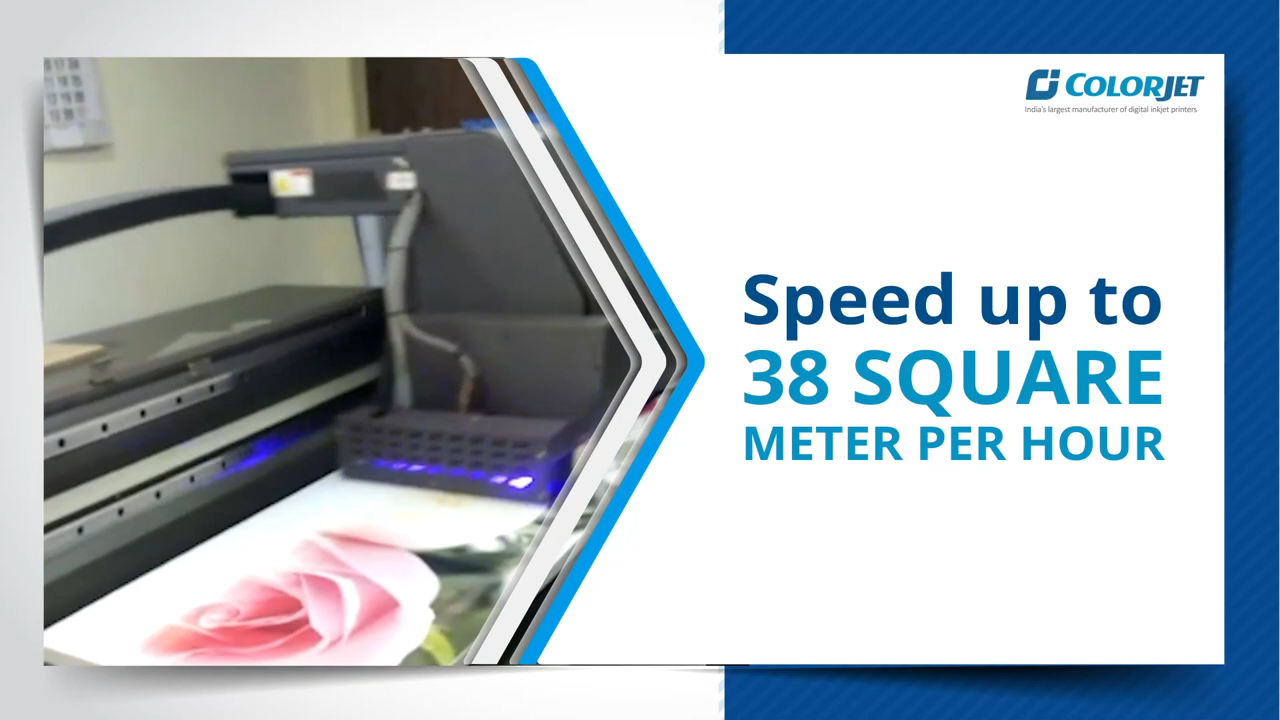 COLORJET
India's largest manufacturer of digital inkjet printers
Speed up to
38 SQUARE
METER PER HOUR